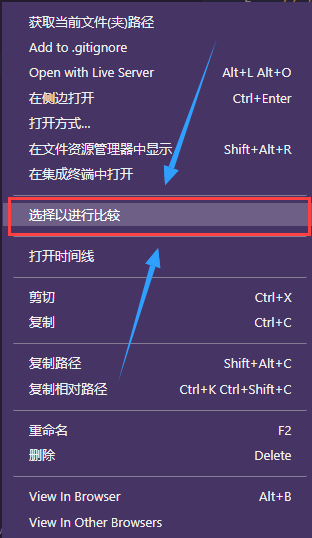 获取当前文件(夹)路径
Add to .gitignore
Open with Live Server Alt+L Alt+O
在侧边打开 Ctrl+Enter
打开方式...
在文件资源管理器中显示 Shift+Alt+R
在集成终端中打开
选择以进行比较
打开时间线
剪切 Ctrl+X
复制 Ctrl+C
复制路径 Shift+Alt+C
复制相对路径 Ctrl+K Ctrl+Shift+C
重命名 F2
删除 Delete
View In Browser Alt+B
View In Other Browsers